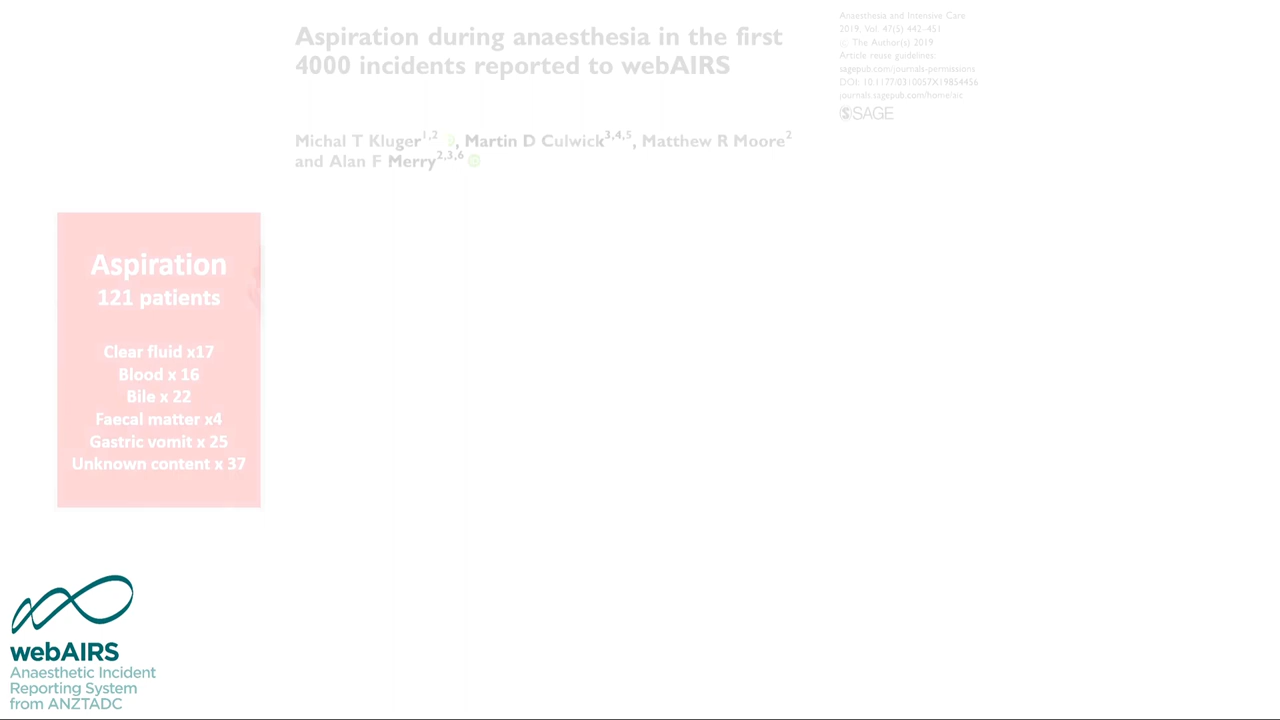 Aspiration during anaesthesia in the first
4000 incidents reported to webAIRS
Anaesthesia and Intensive Care
2019, Vol. 47(5) 442–451
© The Author(s) 2019
Article reuse guidelines:
sagepub.com/journals-permissions
DOI: 10.1177/0310057X19854456
journals.sagepub.com/home/aic
SAGE
Michal T Kluger1,2, Martin D Culwick3,4,5, Matthew R Moore2
and Alan F Merry2,3,6
Aspiration
121 patients
Clear fluid x17
Blood x 16
Bile x 22
Faecal matter x4
Gastric vomit x 25
Unknown content x 37
webAIRS
Anaesthetic Incident
Reporting System
from ANZTADC